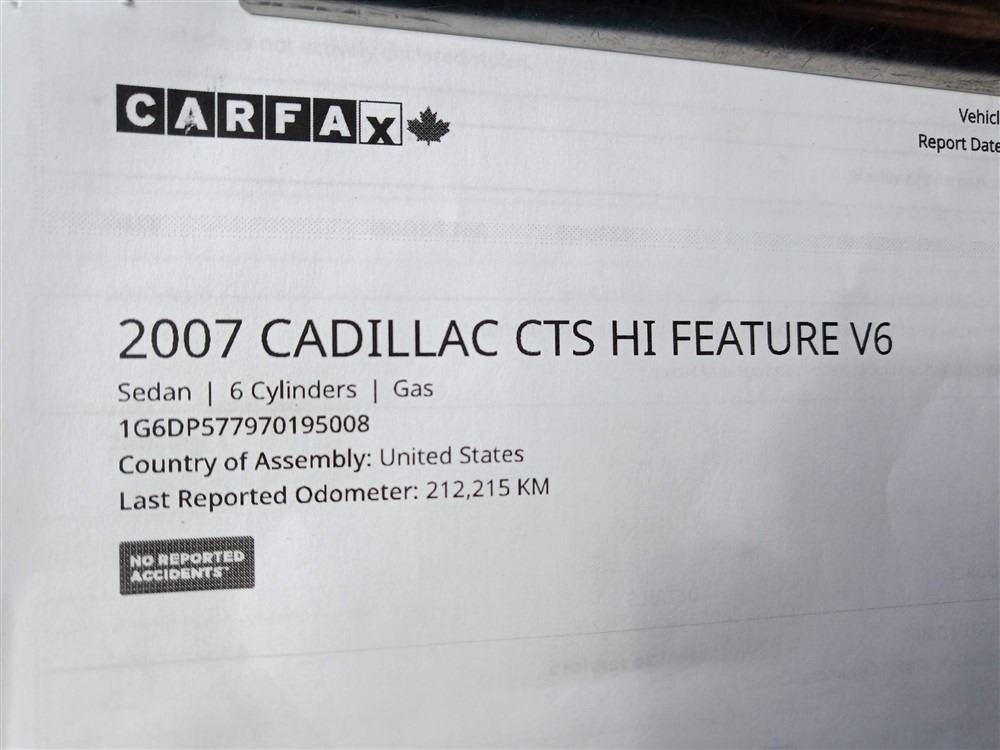 CARFAX
Vehicl
Report Date
2007 CADILLAC CTS HI FEATURE V6
Sedan | 6 Cylinders | Gas
1G6DP577970195008
Country of Assembly: United States
Last Reported Odometer: 212,215 KM
NO REPORTED
ACCIDENTS*